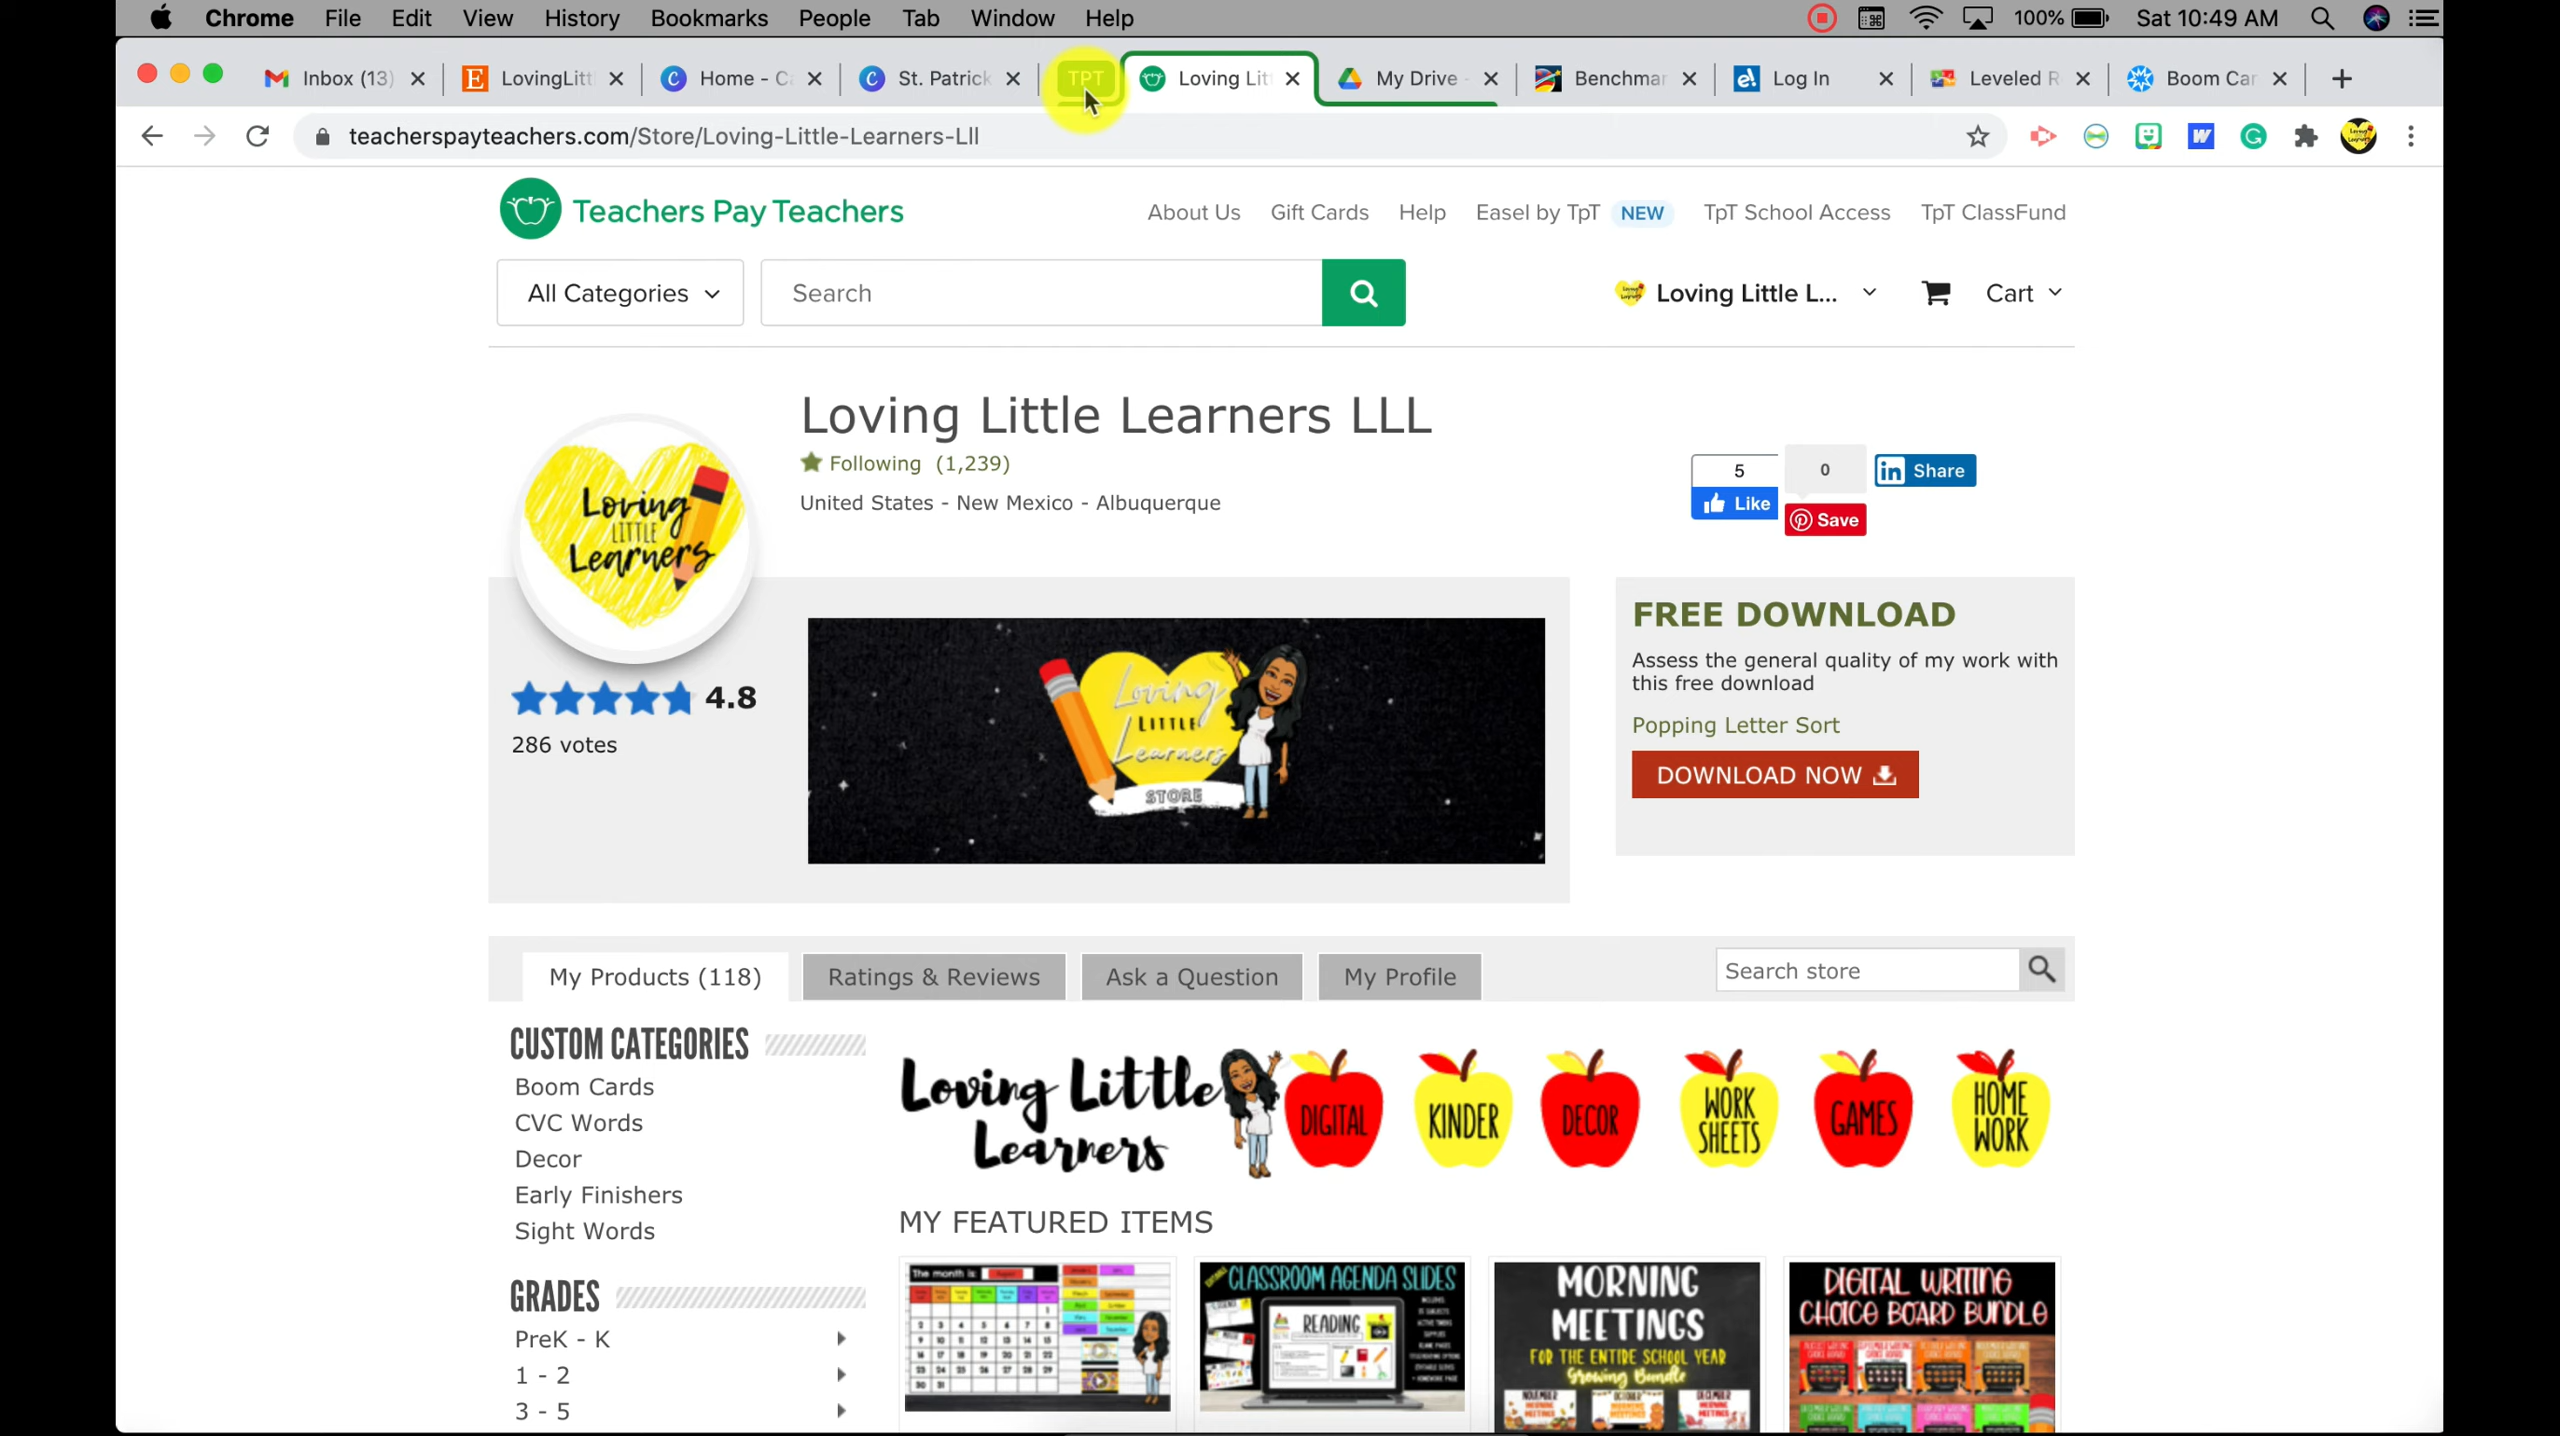 Chrome File Edit View History Bookmarks People Tab Window Help 100% Sat 10:49 AM
Inbox (13) LovingLitt Home - Ca St. Patrick TPT Loving Litt My Drive - Benchmar Log In Leveled R Boom Car
teacherspayteachers.com/Store/Loving-Little-Learners-Lll
Teachers Pay Teachers About Us Gift Cards Help Easel by TpT NEW TpT School Access TpT ClassFund
All Categories Search Loving Little L... Cart
Loving Little Learners LLL
Following (1,239)
United States - New Mexico - Albuquerque
5
Like
0
Save
in Share
Loving
LITTLE
Learners
4.8
286 votes
Loving
LITTLE
Learners
STORE
FREE DOWNLOAD
Assess the general quality of my work with
this free download
Popping Letter Sort
DOWNLOAD NOW
My Products (118) Ratings & Reviews Ask a Question My Profile Search store
CUSTOM CATEGORIES
Boom Cards
CVC Words
Decor
Early Finishers
Sight Words
GRADES
PreK - K
1 - 2
3 - 5
Loving Little
Learners
DIGITAL
KINDER
DECOR
WORK
SHEETS
GAMES
HOME
WORK
MY FEATURED ITEMS
The month is:
CLASSROOM AGENDA SLIDES
READING
MORNING
MEETINGS
FOR THE ENTIRE SCHOOL YEAR
Growing Bundle
NOVEMBER OCTOBER DECEMBER
DIGITAL WRITING
CHOICE BOARD BUNDLE